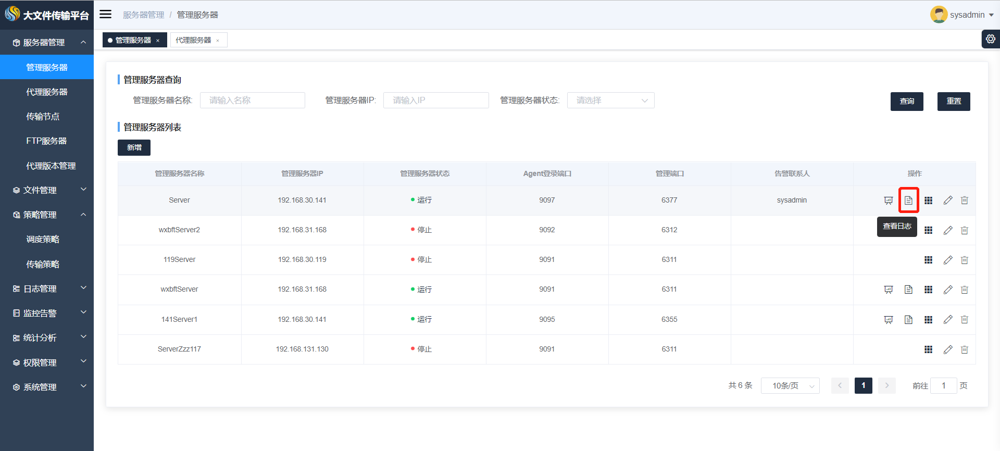 大文件传输平台
服务器管理 / 管理服务器
sysadmin
管理服务器 ×
代理服务器 ×
服务器管理
管理服务器
代理服务器
传输节点
FTP服务器
代理版本管理
文件管理
策略管理
调度策略
传输策略
日志管理
监控告警
统计分析
权限管理
系统管理
管理服务器查询
管理服务器名称: 请输入名称 管理服务器IP: 请输入IP 管理服务器状态: 请选择 查询 重置
管理服务器列表
新增
管理服务器名称 管理服务器IP 管理服务器状态 Agent登录端口 管理端口 告警联系人 操作
Server 192.168.30.141 运行 9097 6377 sysadmin
wxbftServer2 192.168.31.168 停止 9092 6312
查看日志
119Server 192.168.30.119 停止 9091 6311
wxbftServer 192.168.31.168 运行 9091 6311
141Server1 192.168.30.141 运行 9095 6355
ServerZzz117 192.168.131.130 停止 9091 6311
共 6 条 10条/页 1 前往 1 页